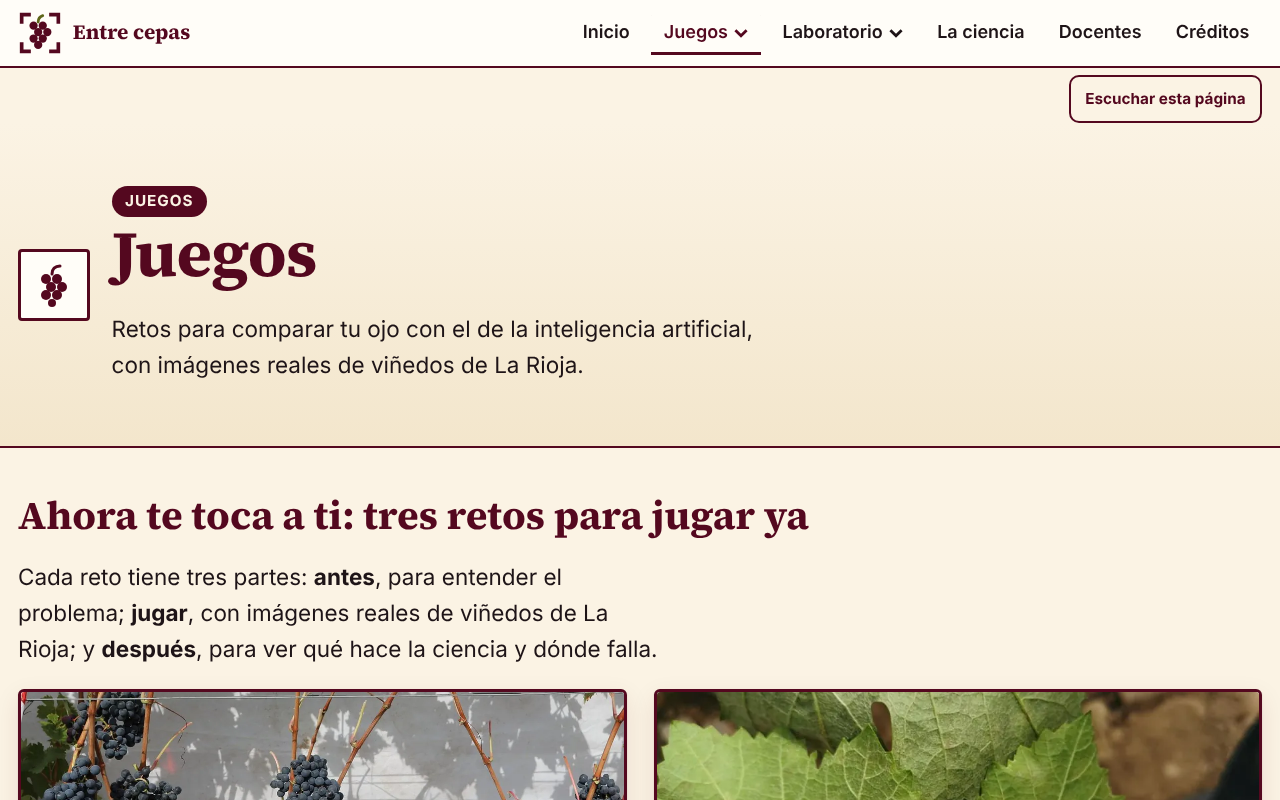 Entre cepas
Inicio
Juegos
Laboratorio
La ciencia
Docentes
Créditos
Escuchar esta página
JUEGOS
Juegos
Retos para comparar tu ojo con el de la inteligencia artificial,
con imágenes reales de viñedos de La Rioja.
Ahora te toca a ti: tres retos para jugar ya
Cada reto tiene tres partes: antes, para entender el
problema; jugar, con imágenes reales de viñedos de La
Rioja; y después, para ver qué hace la ciencia y dónde falla.